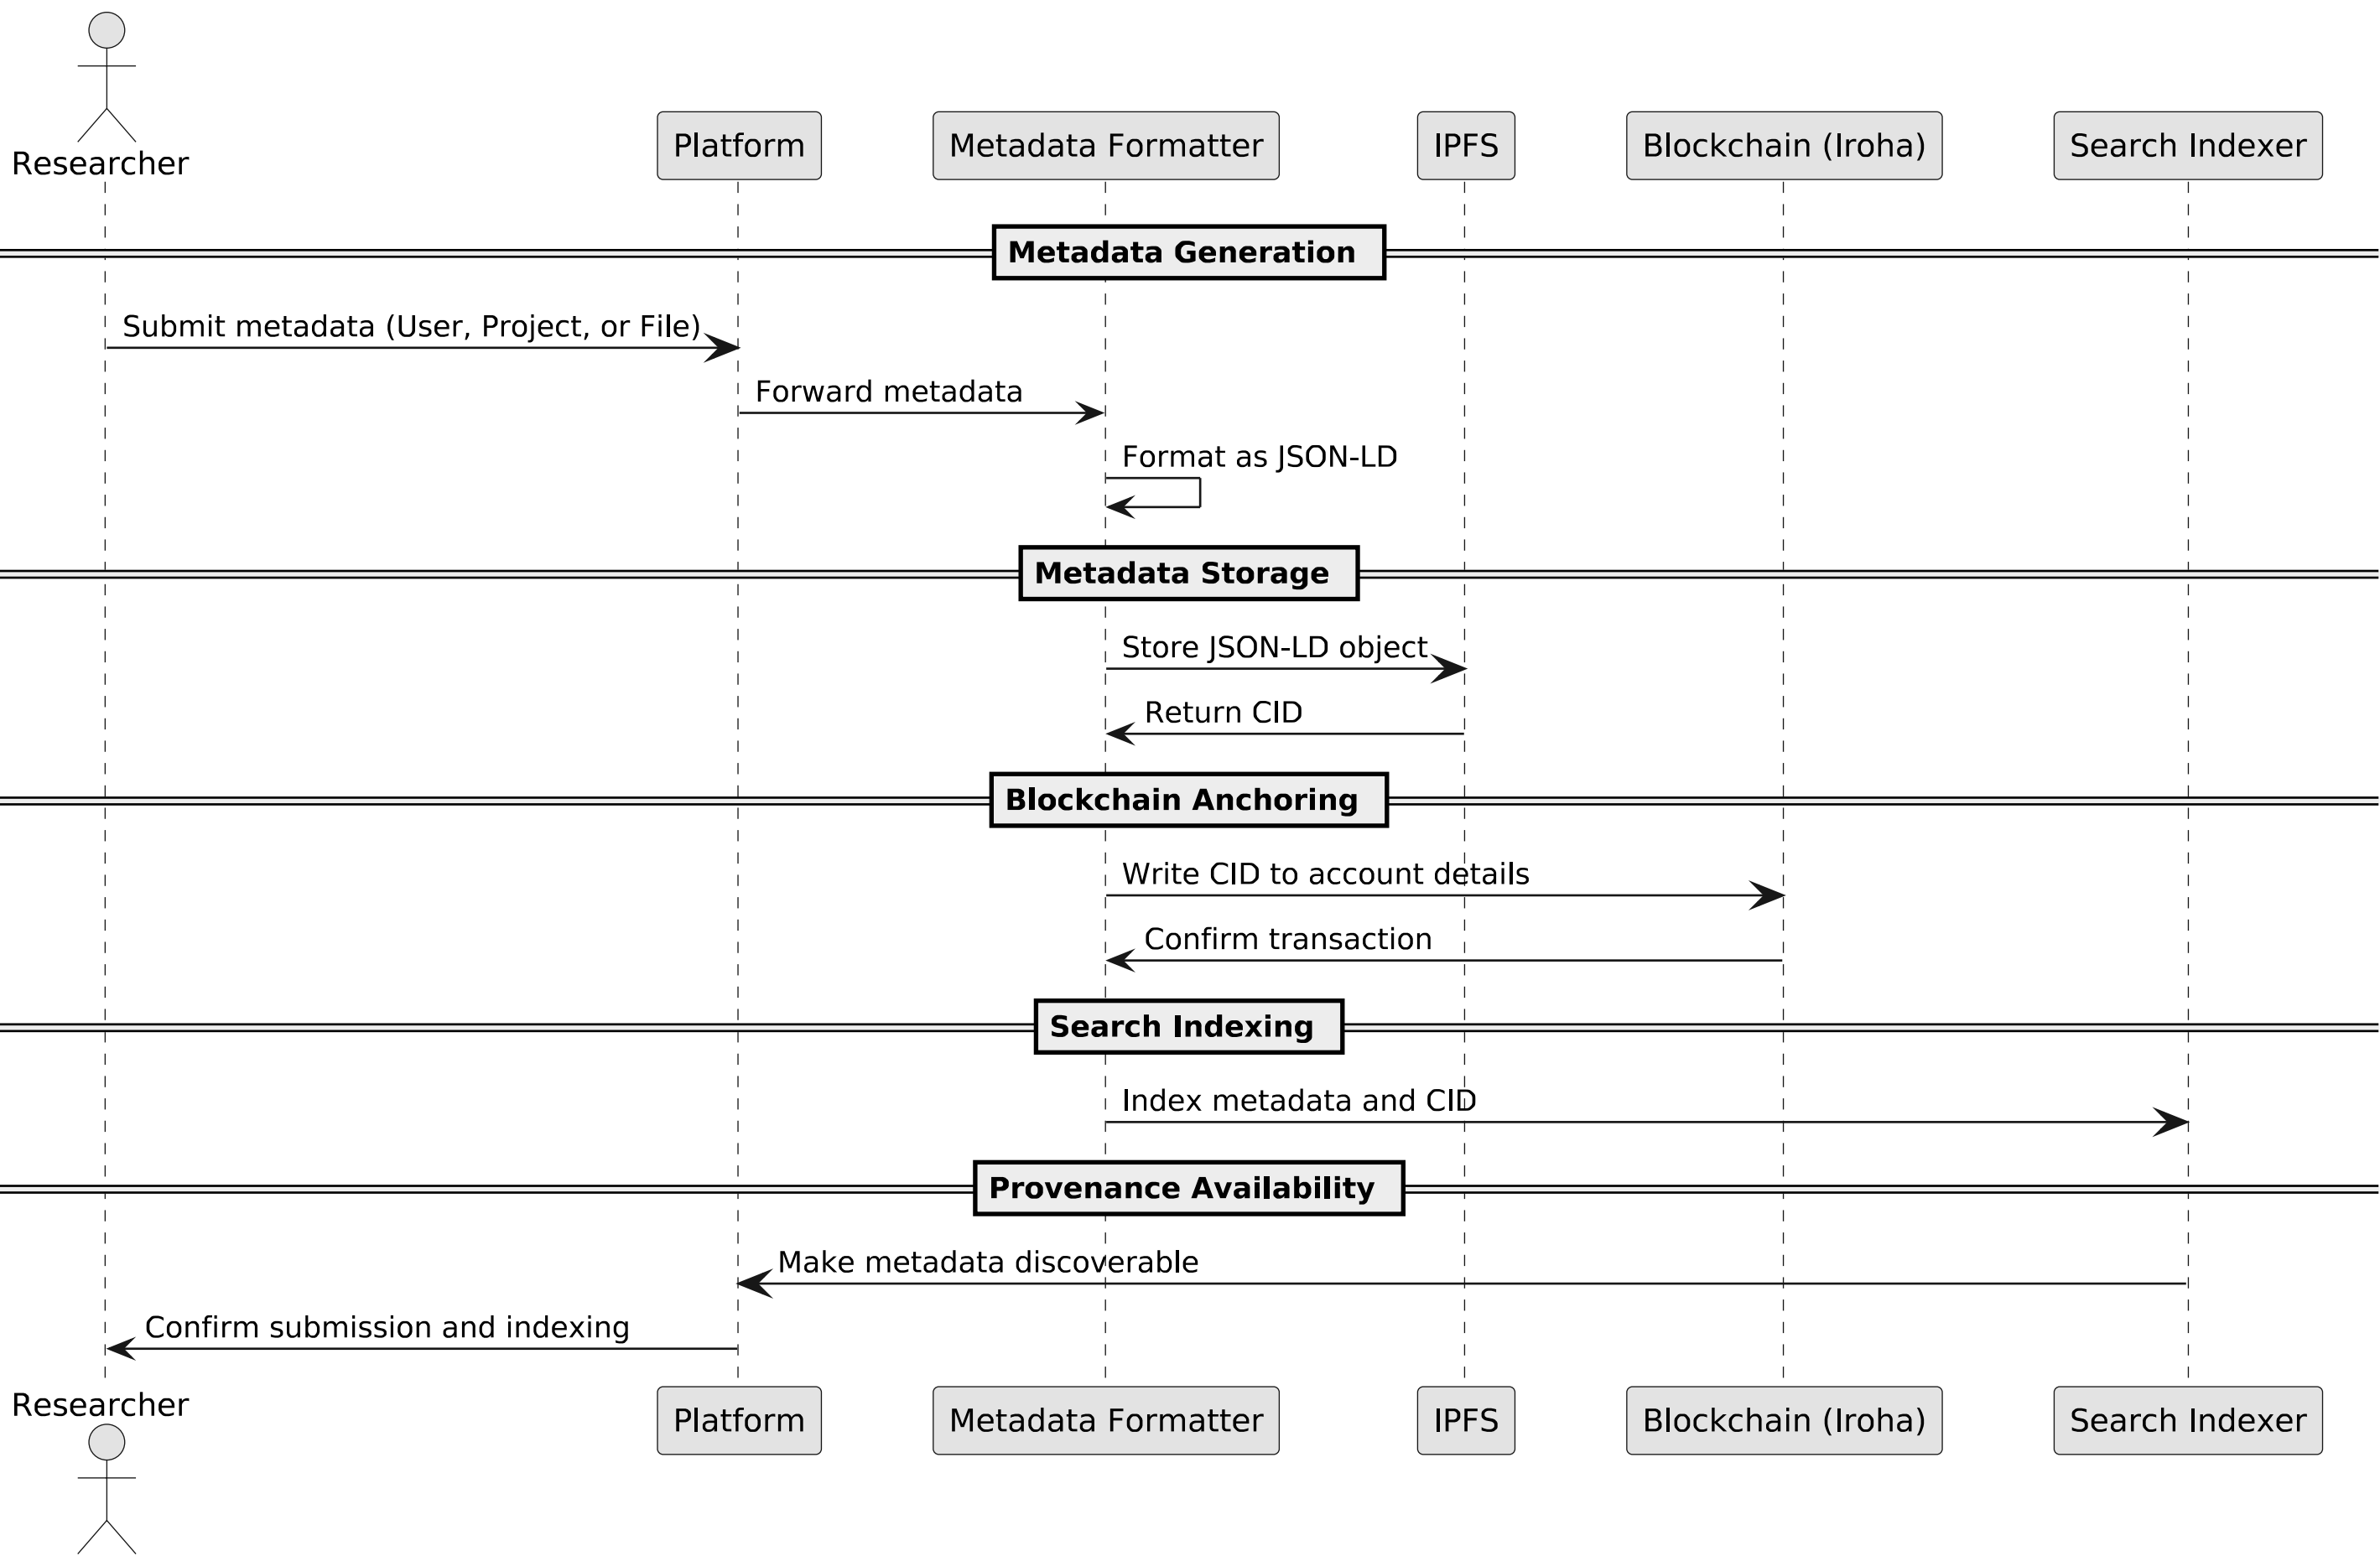 Researcher
Platform
Metadata Formatter
IPFS
Blockchain (Iroha)
Search Indexer
Metadata Generation
Submit metadata (User, Project, or File)
Forward metadata
Format as JSON-LD
Metadata Storage
Store JSON-LD object
Return CID
Blockchain Anchoring
Write CID to account details
Confirm transaction
Search Indexing
Index metadata and CID
Provenance Availability
Make metadata discoverable
Confirm submission and indexing
Researcher
Platform
Metadata Formatter
IPFS
Blockchain (Iroha)
Search Indexer